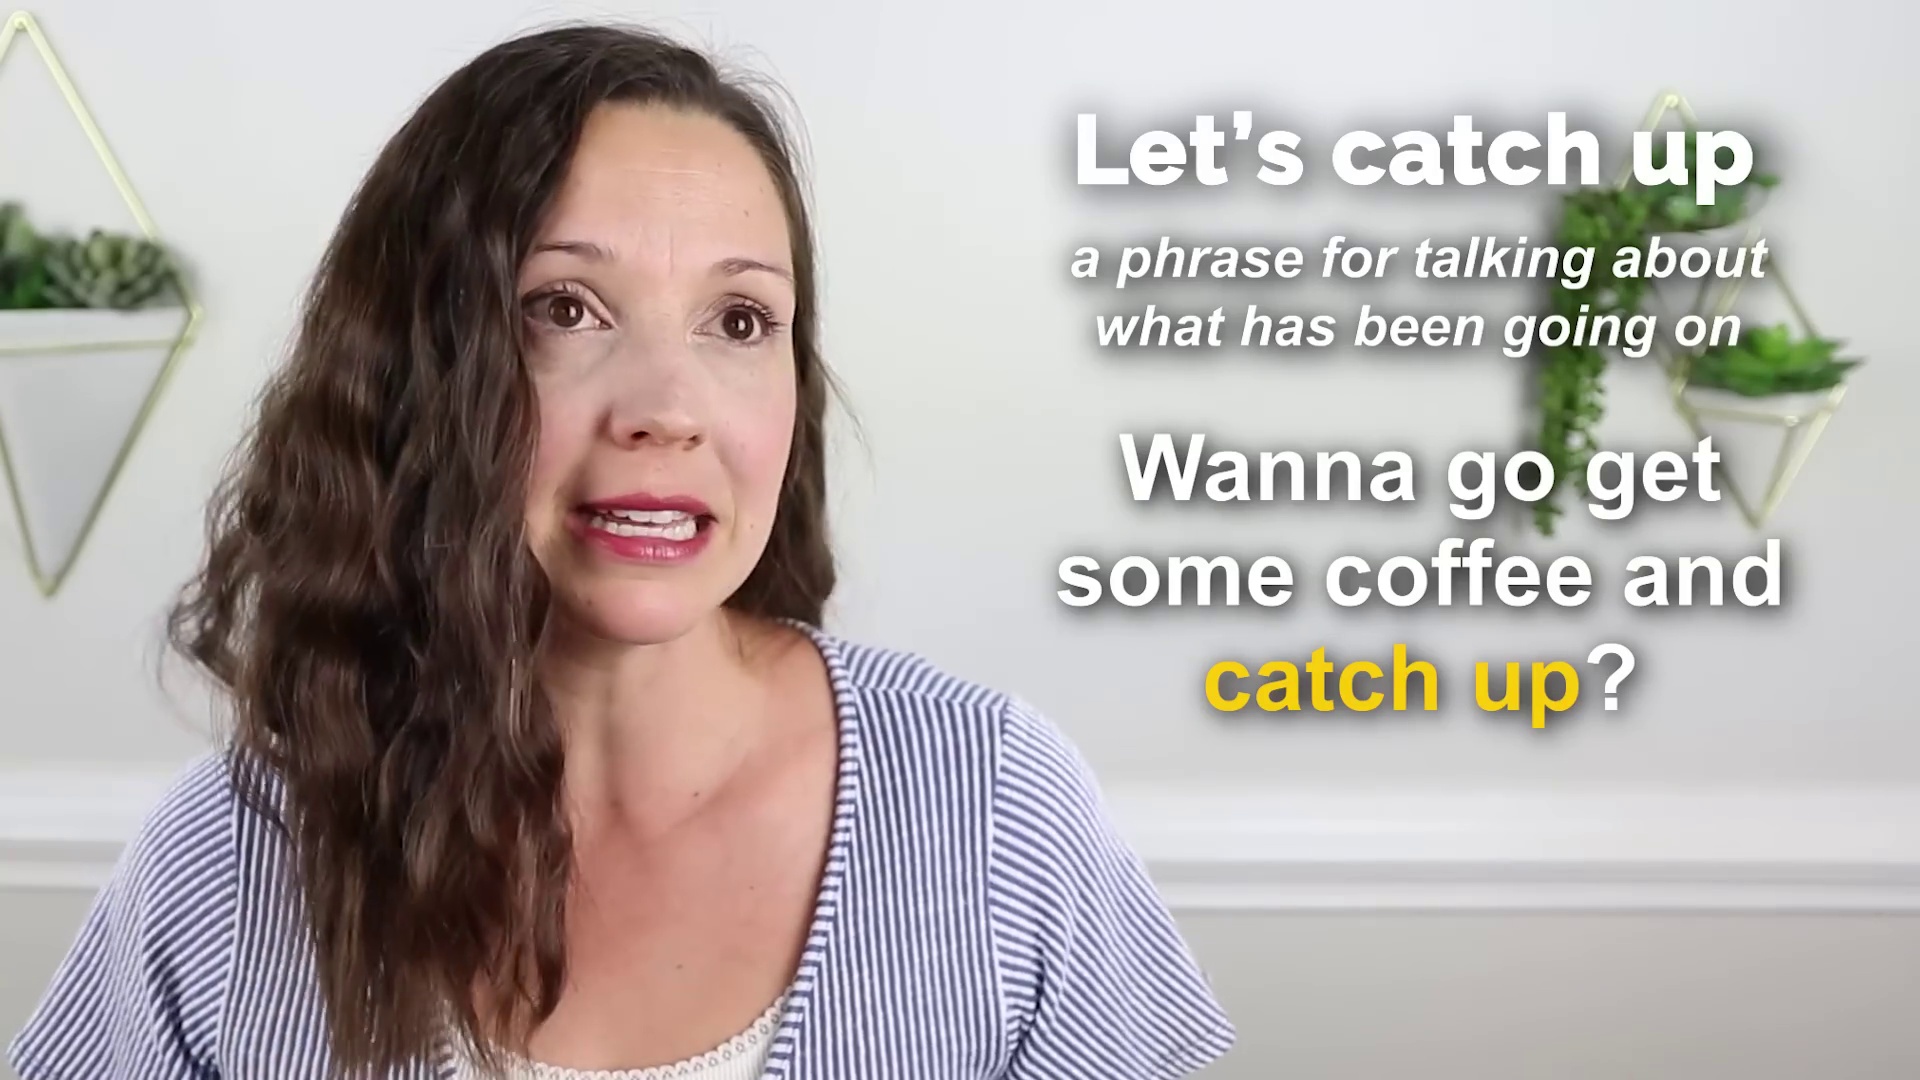 Let's catch up
a phrase for talking about
what has been going on
Wanna go get
some coffee and
catch up?